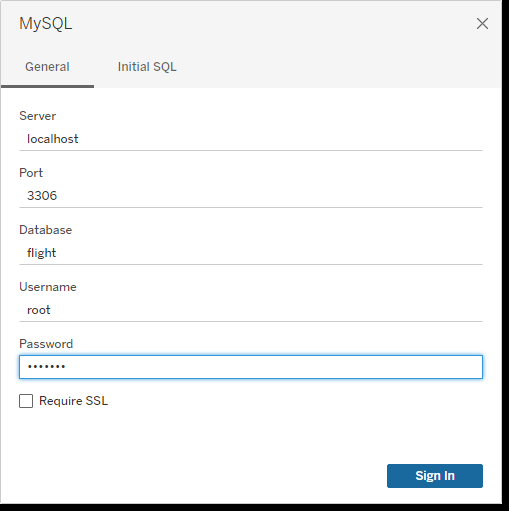 MySQL
General Initial SQL
Server
localhost
Port
3306
Database
flight
Username
root
Password
•••••••
Require SSL
Sign In